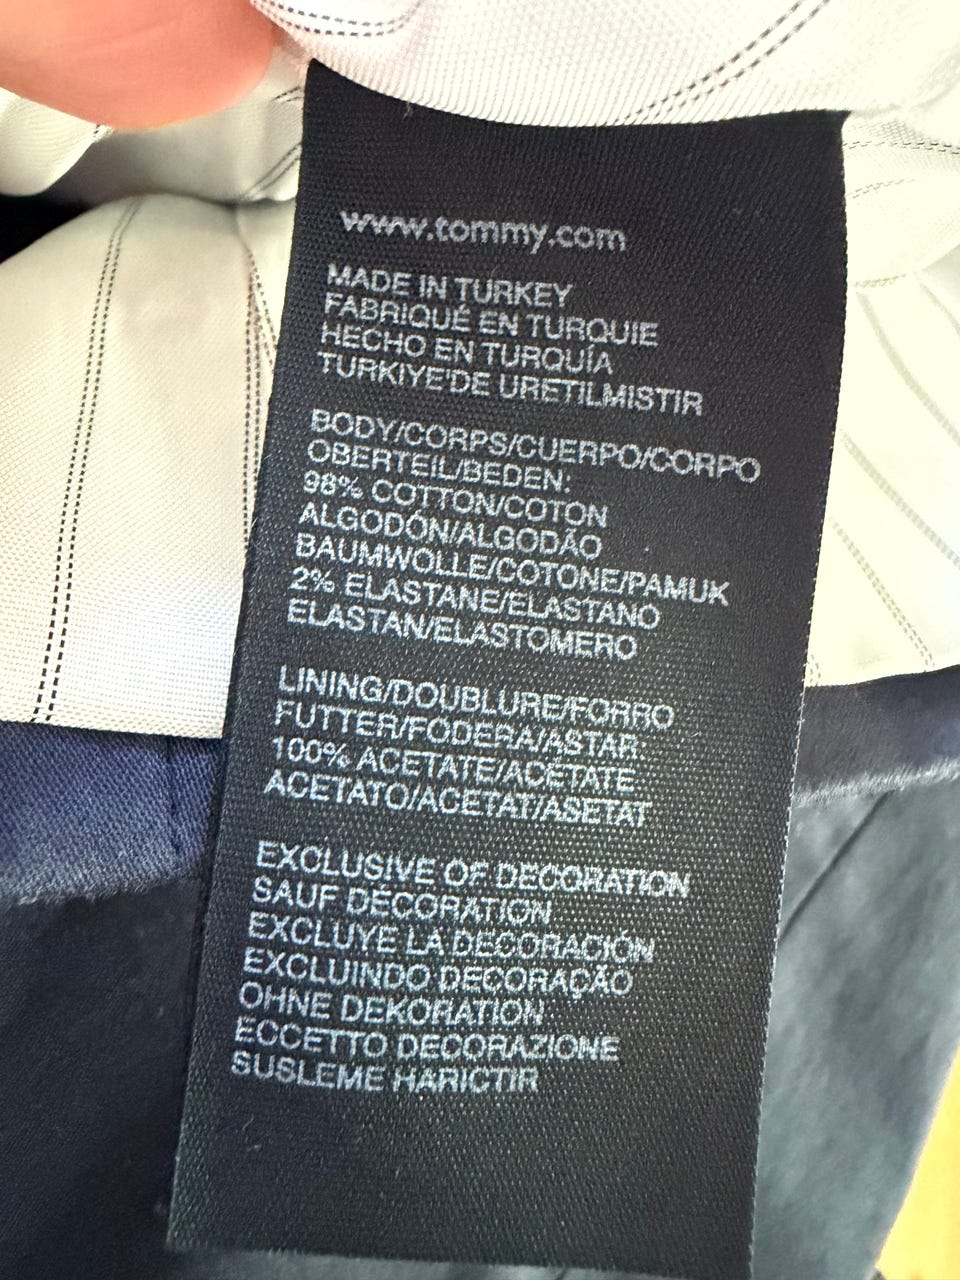 www.tommy.com
MADE IN TURKEY
FABRIQUÉ EN TURQUIE
HECHO EN TURQUÍA
TURKIYE'DE URETILMISTIR
BODY/CORPS/CUERPO/CORPO
OBERTEIL/BEDEN:
98% COTTON/COTON
ALGODÓN/ALGODÃO
BAUMWOLLE/COTONE/PAMUK
2% ELASTANE/ELASTANO
ELASTAN/ELASTOMERO
LINING/DOUBLURE/FORRO
FUTTER/FODERA/ASTAR:
100% ACETATE/ACÉTATE
ACETATO/ACETAT/ASETAT
EXCLUSIVE OF DECORATION
SAUF DÉCORATION
EXCLUYE LA DECORACIÓN
EXCLUINDO DECORAÇÃO
OHNE DEKORATION
ECCETTO DECORAZIONE
SUSLEME HARICTIR